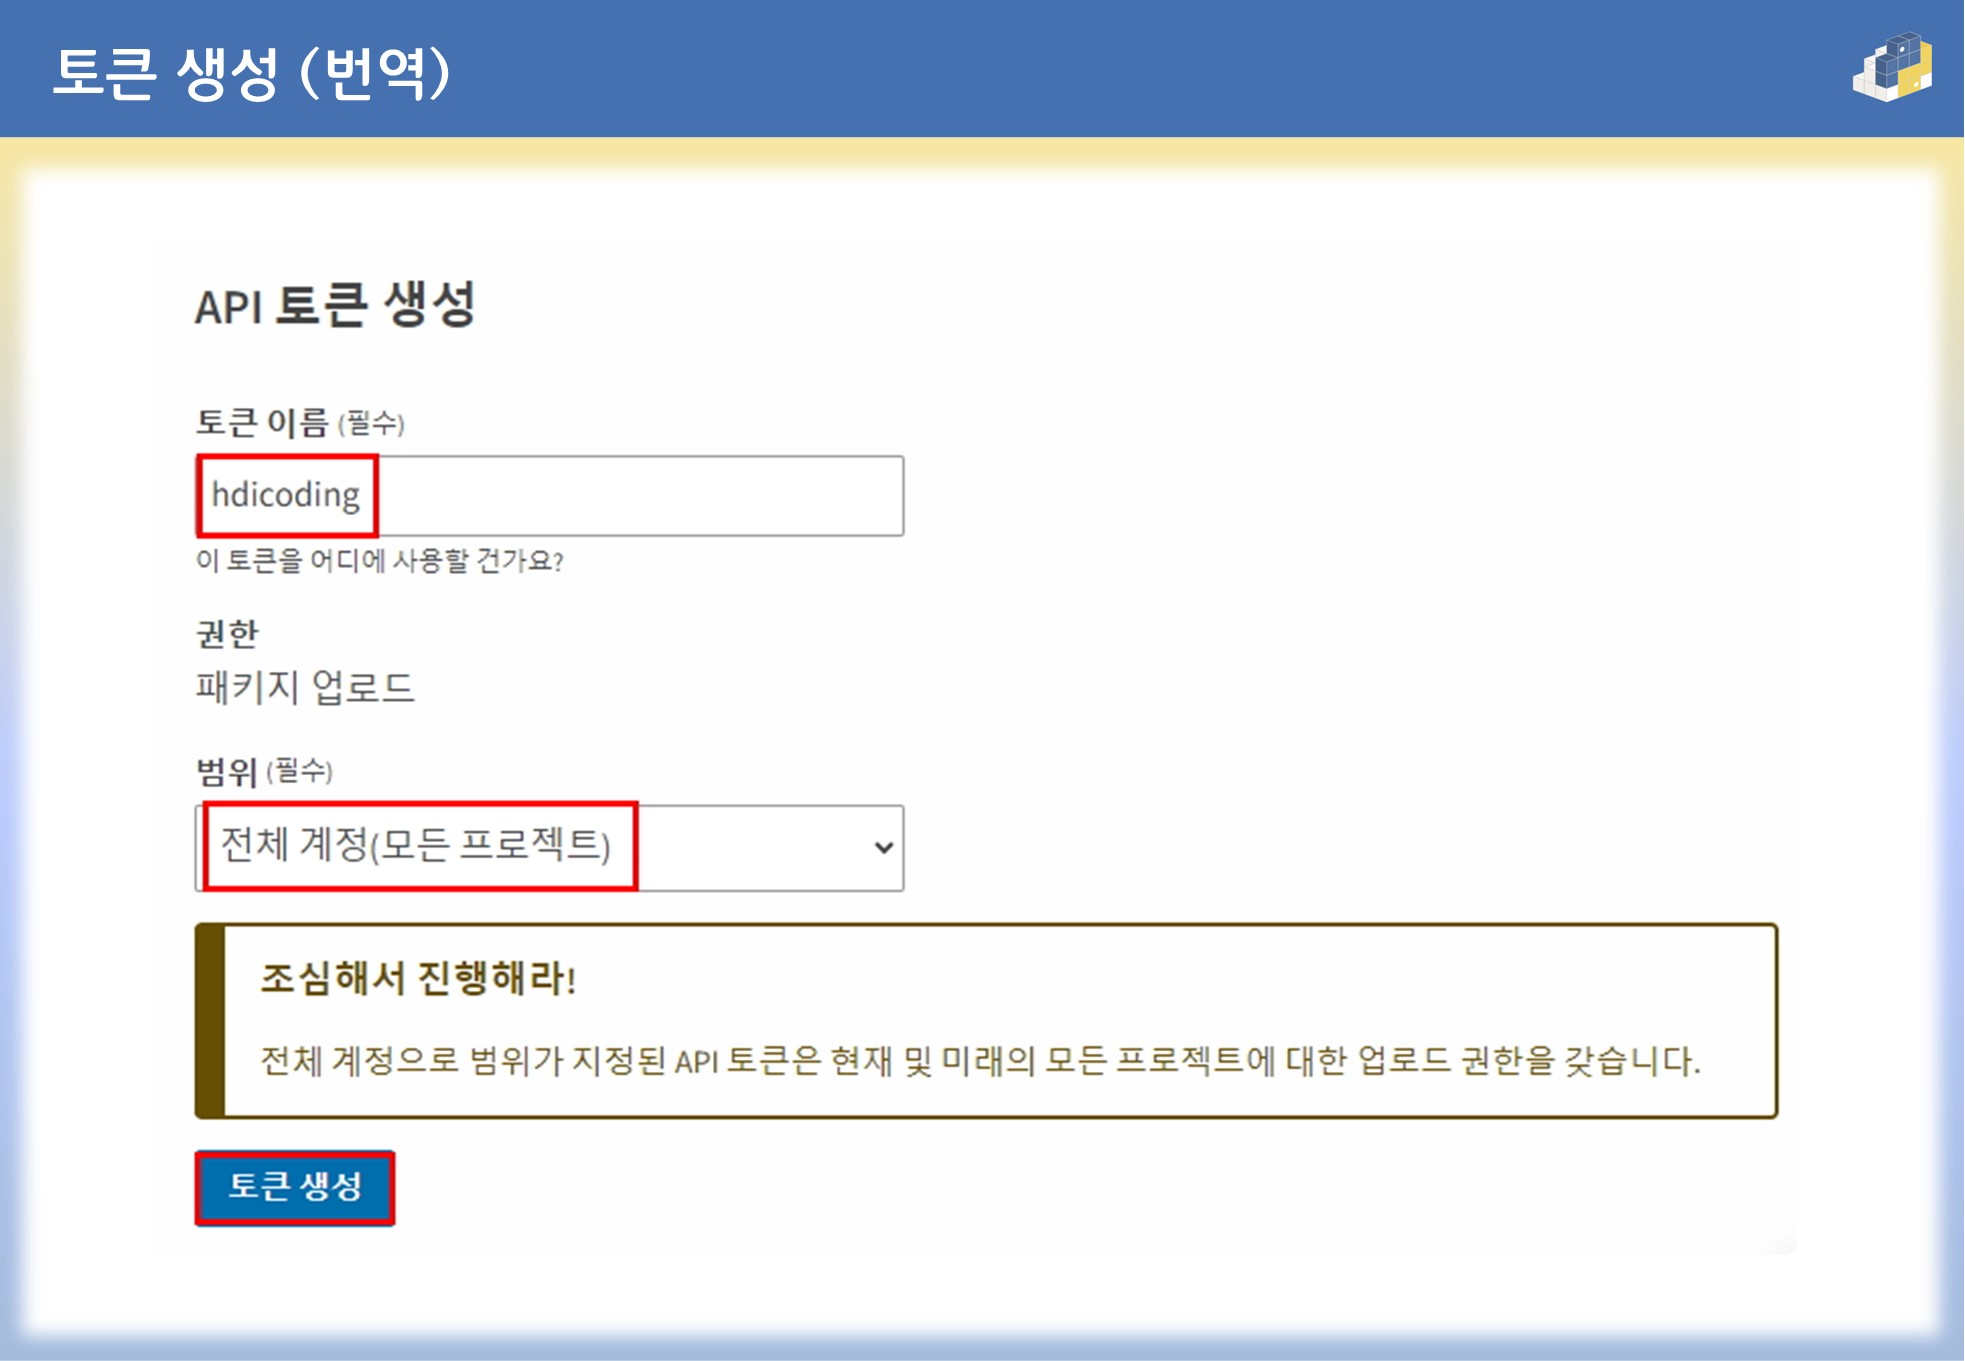 토큰 생성 (번역)
API 토큰 생성
토큰 이름 (필수)
hdicoding
이 토큰을 어디에 사용할 건가요?
권한
패키지 업로드
범위 (필수)
전체 계정(모든 프로젝트)
조심해서 진행해라!
전체 계정으로 범위가 지정된 API 토큰은 현재 및 미래의 모든 프로젝트에 대한 업로드 권한을 갖습니다.
토큰 생성